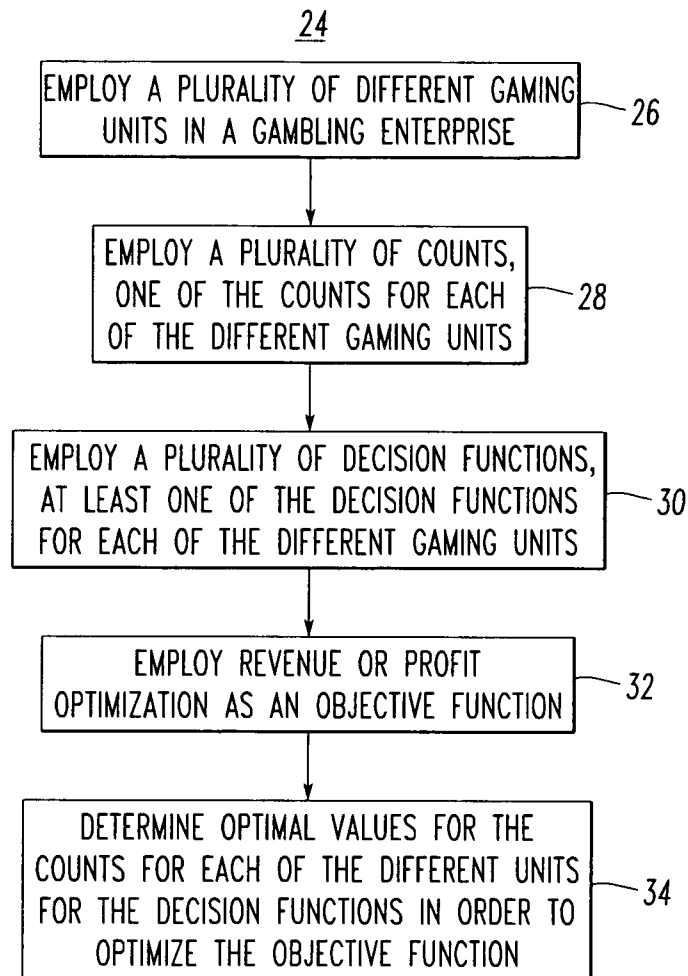 24
EMPLOY A PLURALITY OF DIFFERENT GAMING
UNITS IN A GAMBLING ENTERPRISE
26
EMPLOY A PLURALITY OF COUNTS,
ONE OF THE COUNTS FOR EACH
OF THE DIFFERENT GAMING UNITS
28
EMPLOY A PLURALITY OF DECISION FUNCTIONS,
AT LEAST ONE OF THE DECISION FUNCTIONS
FOR EACH OF THE DIFFERENT GAMING UNITS
30
EMPLOY REVENUE OR PROFIT
OPTIMIZATION AS AN OBJECTIVE FUNCTION
32
DETERMINE OPTIMAL VALUES FOR THE
COUNTS FOR EACH OF THE DIFFERENT UNITS
FOR THE DECISION FUNCTIONS IN ORDER TO
OPTIMIZE THE OBJECTIVE FUNCTION
34